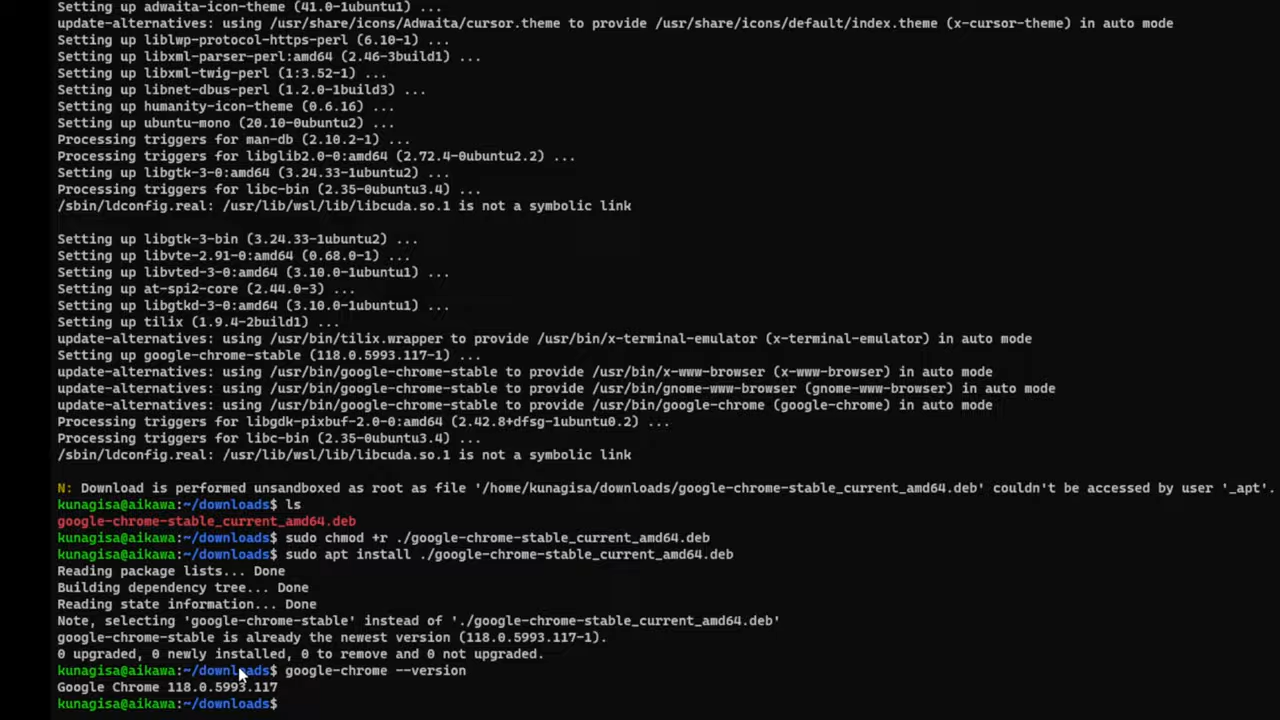 Setting up adwaita-icon-theme (41.0-1ubuntu1) ...
update-alternatives: using /usr/share/icons/Adwaita/cursor.theme to provide /usr/share/icons/default/index.theme (x-cursor-theme) in auto mode
Setting up liblwp-protocol-https-perl (6.10-1) ...
Setting up libxml-parser-perl:amd64 (2.46-3build1) ...
Setting up libxml-twig-perl (1:3.52-1) ...
Setting up libnet-dbus-perl (1.2.0-1build3) ...
Setting up humanity-icon-theme (0.6.16) ...
Setting up ubuntu-mono (20.10-0ubuntu2) ...
Processing triggers for man-db (2.10.2-1) ...
Processing triggers for libglib2.0-0:amd64 (2.72.4-0ubuntu2.2) ...
Setting up libgtk-3-0:amd64 (3.24.33-1ubuntu2) ...
Processing triggers for libc-bin (2.35-0ubuntu3.4) ...
/sbin/ldconfig.real: /usr/lib/wsl/lib/libcuda.so.1 is not a symbolic link
Setting up libgtk-3-bin (3.24.33-1ubuntu2) ...
Setting up libvte-2.91-0:amd64 (0.68.0-1) ...
Setting up libvted-3-0:amd64 (3.10.0-1ubuntu1) ...
Setting up at-spi2-core (2.44.0-3) ...
Setting up libgtkd-3-0:amd64 (3.10.0-1ubuntu1) ...
Setting up tilix (1.9.4-2build1) ...
update-alternatives: using /usr/bin/tilix.wrapper to provide /usr/bin/x-terminal-emulator (x-terminal-emulator) in auto mode
Setting up google-chrome-stable (118.0.5993.117-1) ...
update-alternatives: using /usr/bin/google-chrome-stable to provide /usr/bin/x-www-browser (x-www-browser) in auto mode
update-alternatives: using /usr/bin/google-chrome-stable to provide /usr/bin/gnome-www-browser (gnome-www-browser) in auto mode
update-alternatives: using /usr/bin/google-chrome-stable to provide /usr/bin/google-chrome (google-chrome) in auto mode
Processing triggers for libgdk-pixbuf-2.0-0:amd64 (2.42.8+dfsg-1ubuntu0.2) ...
Processing triggers for libc-bin (2.35-0ubuntu3.4) ...
/sbin/ldconfig.real: /usr/lib/wsl/lib/libcuda.so.1 is not a symbolic link
N: Download is performed unsandboxed as root as file '/home/kunagisa/downloads/google-chrome-stable_current_amd64.deb' couldn't be accessed by user '_apt'.
kunagisa@aikawa:~/downloads$ ls
google-chrome-stable_current_amd64.deb
kunagisa@aikawa:~/downloads$ sudo chmod +r ./google-chrome-stable_current_amd64.deb
kunagisa@aikawa:~/downloads$ sudo apt install ./google-chrome-stable_current_amd64.deb
Reading package lists... Done
Building dependency tree... Done
Reading state information... Done
Note, selecting 'google-chrome-stable' instead of './google-chrome-stable_current_amd64.deb'
google-chrome-stable is already the newest version (118.0.5993.117-1).
0 upgraded, 0 newly installed, 0 to remove and 0 not upgraded.
kunagisa@aikawa:~/downloads$ google-chrome --version
Google Chrome 118.0.5993.117
kunagisa@aikawa:~/downloads$